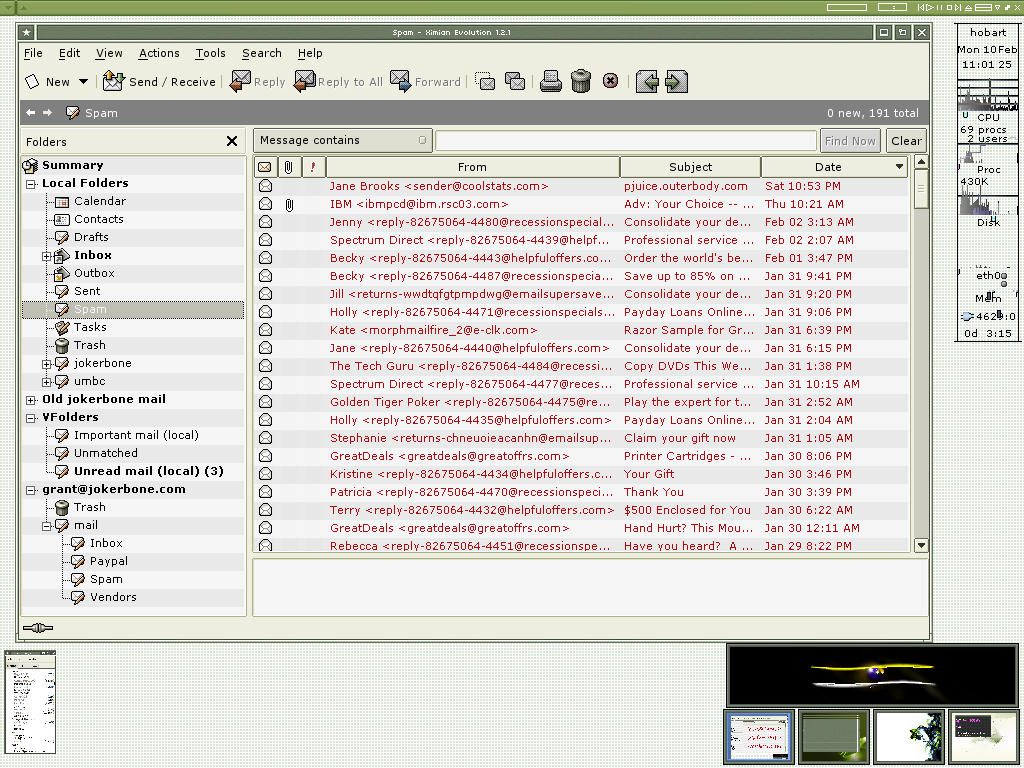 Spam - Ximian Evolution 1.2.1
File Edit View Actions Tools Search Help
New Send / Receive Reply Reply to All Forward
Spam 0 new, 191 total
Folders
Message contains Find Now Clear
Summary
Local Folders
Calendar
Contacts
Drafts
Inbox
Outbox
Sent
Spam
Tasks
Trash
jokerbone
umbc
Old jokerbone mail
VFolders
Important mail (local)
Unmatched
Unread mail (local) (3)
grant@jokerbone.com
Trash
mail
Inbox
Paypal
Spam
Vendors
! From Subject Date
Jane Brooks <sender@coolstats.com> pjuice.outerbody.com Sat 10:53 PM
IBM <ibmpcd@ibm.rsc03.com> Adv: Your Choice -- ... Thu 10:21 AM
Jenny <reply-82675064-4480@recessionspecial... Consolidate your de... Feb 02 3:13 AM
Spectrum Direct <reply-82675064-4439@helpf... Professional service ... Feb 02 2:07 AM
Becky <reply-82675064-4443@helpfuloffers.co... Order the world's be... Feb 01 3:47 PM
Becky <reply-82675064-4487@recessionspecia... Save up to 85% on ... Jan 31 9:41 PM
Jill <returns-wwdtqfgtpmpdwg@emailsupersave... Consolidate your de... Jan 31 9:20 PM
Holly <reply-82675064-4471@recessionspecials... Payday Loans Online... Jan 31 9:06 PM
Kate <morphmailfire_2@e-clk.com> Razor Sample for Gr... Jan 31 6:39 PM
Jane <reply-82675064-4440@helpfuloffers.com> Consolidate your de... Jan 31 6:15 PM
The Tech Guru <reply-82675064-4484@recessi... Copy DVDs This We... Jan 31 1:38 PM
Spectrum Direct <reply-82675064-4477@reces... Professional service ... Jan 31 10:15 AM
Golden Tiger Poker <reply-82675064-4475@re... Play the expert for t... Jan 31 2:52 AM
Holly <reply-82675064-4435@helpfuloffers.com> Payday Loans Online... Jan 31 2:04 AM
Stephanie <returns-chneuoieacanhn@emailsup... Claim your gift now Jan 31 1:05 AM
GreatDeals <greatdeals@greatoffrs.com> Printer Cartridges - ... Jan 30 8:06 PM
Kristine <reply-82675064-4434@helpfuloffers.c... Your Gift Jan 30 3:46 PM
Patricia <reply-82675064-4470@recessionspeci... Thank You Jan 30 3:39 PM
Terry <reply-82675064-4432@helpfuloffers.com> $500 Enclosed for You Jan 30 6:22 AM
GreatDeals <greatdeals@greatoffrs.com> Hand Hurt? This Mou... Jan 30 12:11 AM
Rebecca <reply-82675064-4451@recessionspe... Have you heard? A ... Jan 29 8:22 PM
hobart
Mon 10 Feb
11:01 25
CPU
69 procs
2 users
Proc
430K
Disk
eth0
Mem
0d 3:15